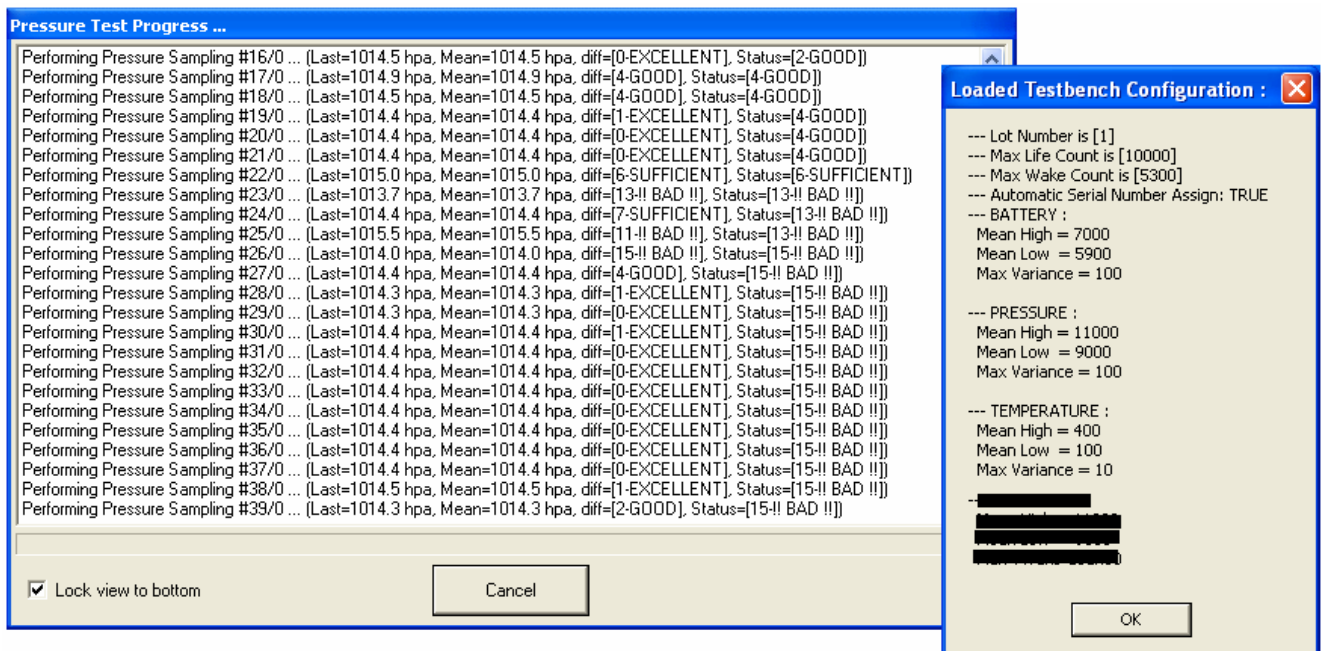 Pressure Test Progress ...
Performing Pressure Sampling #16/0 ... (Last=1014.5 hpa, Mean=1014.5 hpa, diff=[0-EXCELLENT], Status=[2-GOOD])
Performing Pressure Sampling #17/0 ... (Last=1014.9 hpa, Mean=1014.9 hpa, diff=[4-GOOD], Status=[4-GOOD])
Performing Pressure Sampling #18/0 ... (Last=1014.5 hpa, Mean=1014.5 hpa, diff=[4-GOOD], Status=[4-GOOD])
Performing Pressure Sampling #19/0 ... (Last=1014.4 hpa, Mean=1014.4 hpa, diff=[1-EXCELLENT], Status=[4-GOOD])
Performing Pressure Sampling #20/0 ... (Last=1014.4 hpa, Mean=1014.4 hpa, diff=[0-EXCELLENT], Status=[4-GOOD])
Performing Pressure Sampling #21/0 ... (Last=1014.4 hpa, Mean=1014.4 hpa, diff=[0-EXCELLENT], Status=[4-GOOD])
Performing Pressure Sampling #22/0 ... (Last=1015.0 hpa, Mean=1015.0 hpa, diff=[6-SUFFICIENT], Status=[6-SUFFICIENT])
Performing Pressure Sampling #23/0 ... (Last=1013.7 hpa, Mean=1013.7 hpa, diff=[13-!! BAD !!], Status=[13-!! BAD !!])
Performing Pressure Sampling #24/0 ... (Last=1014.4 hpa, Mean=1014.4 hpa, diff=[7-SUFFICIENT], Status=[13-!! BAD !!])
Performing Pressure Sampling #25/0 ... (Last=1015.5 hpa, Mean=1015.5 hpa, diff=[11-!! BAD !!], Status=[13-!! BAD !!])
Performing Pressure Sampling #26/0 ... (Last=1014.0 hpa, Mean=1014.0 hpa, diff=[15-!! BAD !!], Status=[15-!! BAD !!])
Performing Pressure Sampling #27/0 ... (Last=1014.4 hpa, Mean=1014.4 hpa, diff=[4-GOOD], Status=[15-!! BAD !!])
Performing Pressure Sampling #28/0 ... (Last=1014.3 hpa, Mean=1014.3 hpa, diff=[1-EXCELLENT], Status=[15-!! BAD !!])
Performing Pressure Sampling #29/0 ... (Last=1014.3 hpa, Mean=1014.3 hpa, diff=[0-EXCELLENT], Status=[15-!! BAD !!])
Performing Pressure Sampling #30/0 ... (Last=1014.4 hpa, Mean=1014.4 hpa, diff=[1-EXCELLENT], Status=[15-!! BAD !!])
Performing Pressure Sampling #31/0 ... (Last=1014.4 hpa, Mean=1014.4 hpa, diff=[0-EXCELLENT], Status=[15-!! BAD !!])
Performing Pressure Sampling #32/0 ... (Last=1014.4 hpa, Mean=1014.4 hpa, diff=[0-EXCELLENT], Status=[15-!! BAD !!])
Performing Pressure Sampling #33/0 ... (Last=1014.4 hpa, Mean=1014.4 hpa, diff=[0-EXCELLENT], Status=[15-!! BAD !!])
Performing Pressure Sampling #34/0 ... (Last=1014.4 hpa, Mean=1014.4 hpa, diff=[0-EXCELLENT], Status=[15-!! BAD !!])
Performing Pressure Sampling #35/0 ... (Last=1014.4 hpa, Mean=1014.4 hpa, diff=[0-EXCELLENT], Status=[15-!! BAD !!])
Performing Pressure Sampling #36/0 ... (Last=1014.4 hpa, Mean=1014.4 hpa, diff=[0-EXCELLENT], Status=[15-!! BAD !!])
Performing Pressure Sampling #37/0 ... (Last=1014.4 hpa, Mean=1014.4 hpa, diff=[0-EXCELLENT], Status=[15-!! BAD !!])
Performing Pressure Sampling #38/0 ... (Last=1014.5 hpa, Mean=1014.5 hpa, diff=[1-EXCELLENT], Status=[15-!! BAD !!])
Performing Pressure Sampling #39/0 ... (Last=1014.3 hpa, Mean=1014.3 hpa, diff=[2-GOOD], Status=[15-!! BAD !!])
Lock view to bottom
Cancel
Loaded Testbench Configuration :
--- Lot Number is [1]
--- Max Life Count is [10000]
--- Max Wake Count is [5300]
--- Automatic Serial Number Assign: TRUE
--- BATTERY :
Mean High = 7000
Mean Low = 5900
Max Variance = 100
--- PRESSURE :
Mean High = 11000
Mean Low = 9000
Max Variance = 100
--- TEMPERATURE :
Mean High = 400
Mean Low = 100
Max Variance = 10
OK